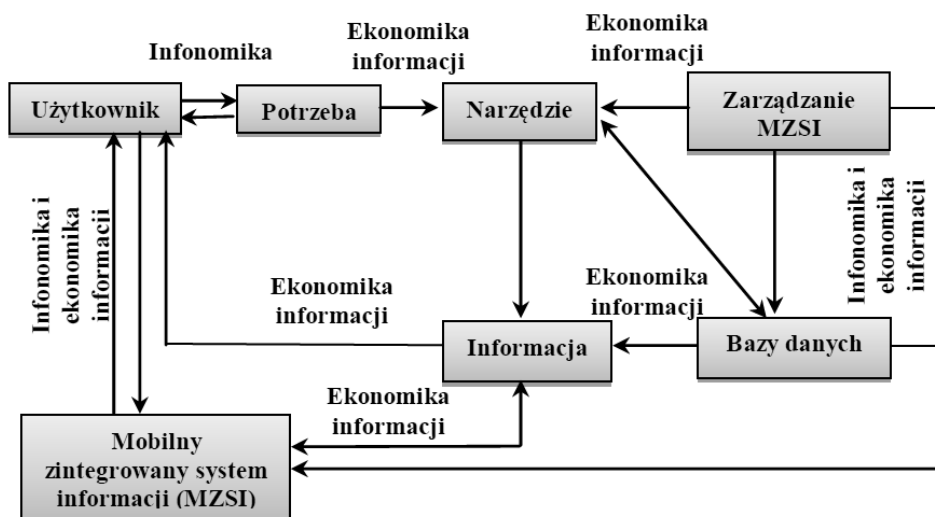 Infonomika
Ekonomika
informacji
Ekonomika
informacji
Użytkownik
Potrzeba
Narzędzie
Zarządzanie
MZSI
Infonomika i
ekonomika
informacji
Infonomika i
ekonomika
informacji
Ekonomika
informacji
Ekonomika
informacji
Informacja
Bazy danych
Ekonomika
informacji
Mobilny
zintegrowany system
informacji (MZSI)